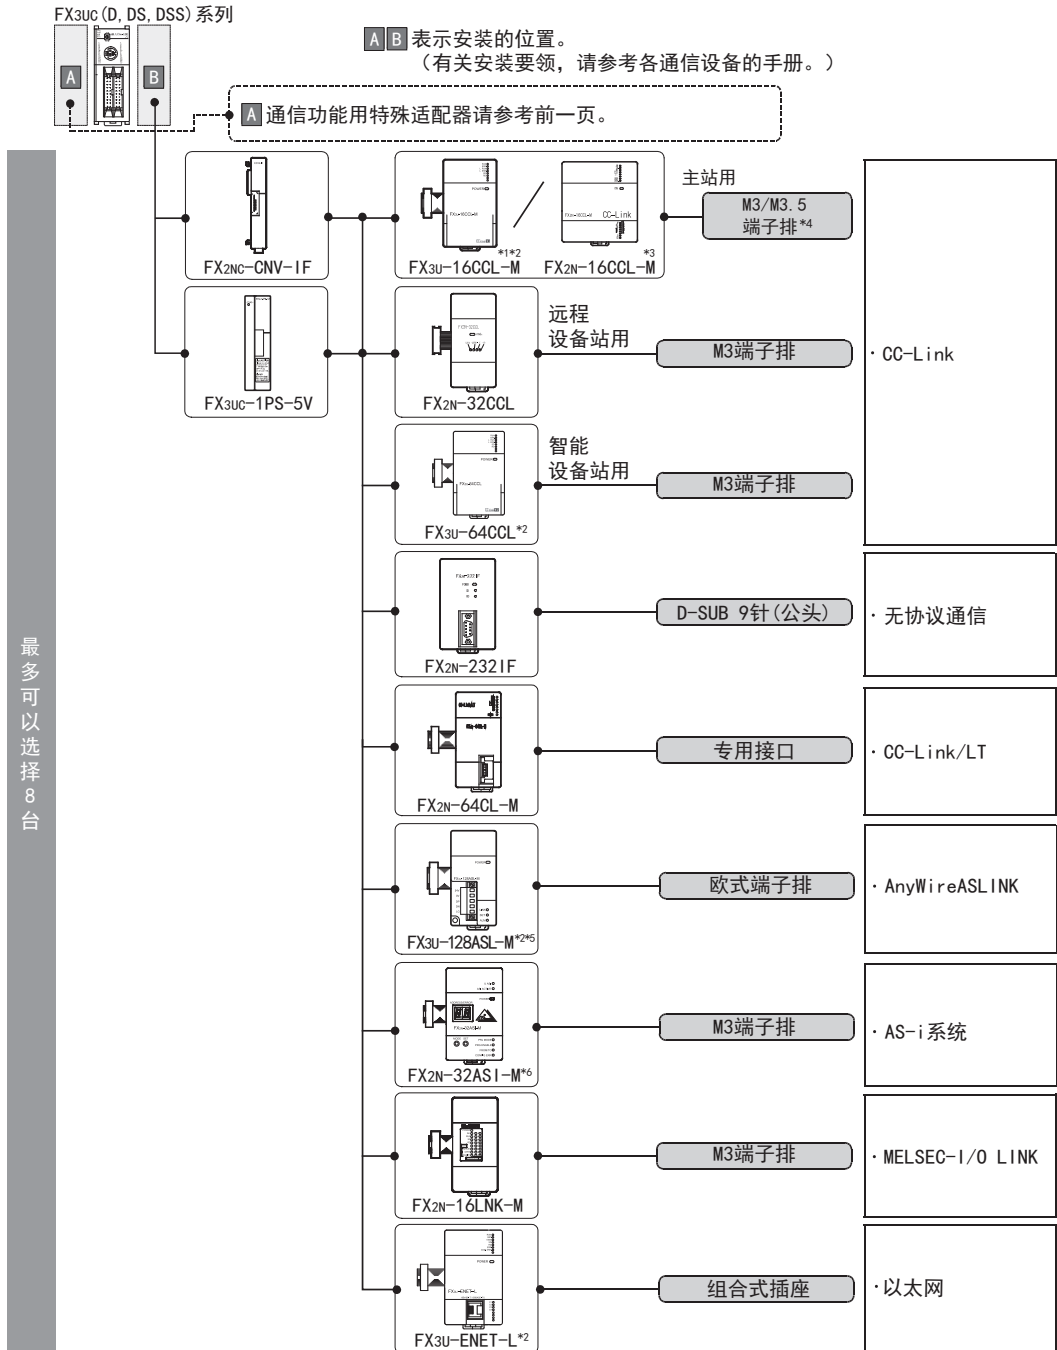 FX3UC(D,DS,DSS)系列
A B 表示安装的位置。
(有关安装要领，请参考各通信设备的手册。)
A
B
A 通信功能用特殊适配器请参考前一页。
最多可以选择8台
FX2NC-CNV-IF
FX3UC-1PS-5V
FX3U-16CCL-M *1*2
/
FX2N-16CCL-M *3
CC-Link
主站用
M3/M3.5
端子排*4
FX2N-32CCL
远程
设备站用
M3端子排
· CC-Link
FX3U-64CCL*2
智能
设备站用
M3端子排
FX2N-232IF
D-SUB 9针(公头)
· 无协议通信
FX2N-64CL-M
专用接口
· CC-Link/LT
FX3U-128ASL-M*2*5
欧式端子排
· AnyWireASLINK
FX2N-32ASI-M*6
M3端子排
· AS-i系统
FX2N-16LNK-M
M3端子排
· MELSEC-I/O LINK
FX3U-ENET-L*2
组合式插座
·以太网